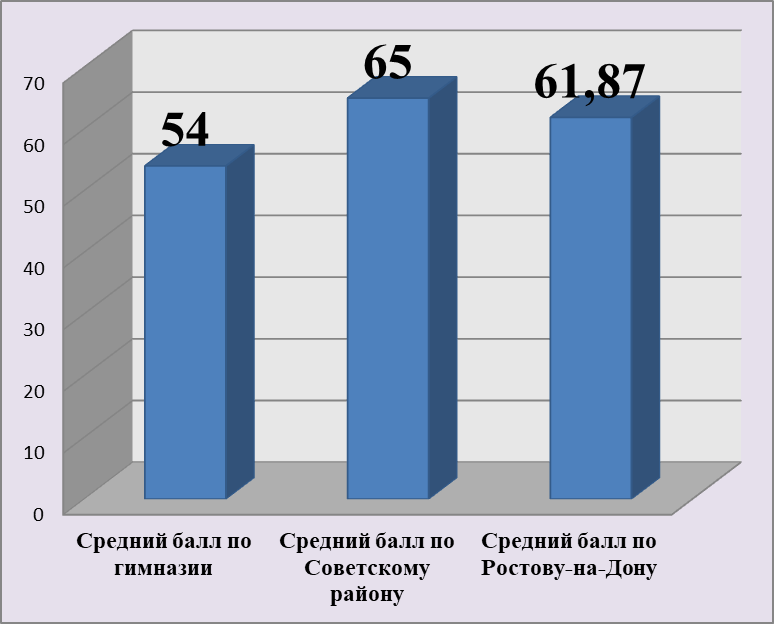 54
65
61,87
70
60
50
40
30
20
10
0
Средний балл по
гимназии
Средний балл по
Советскому
району
Средний балл по
Ростову-на-Дону